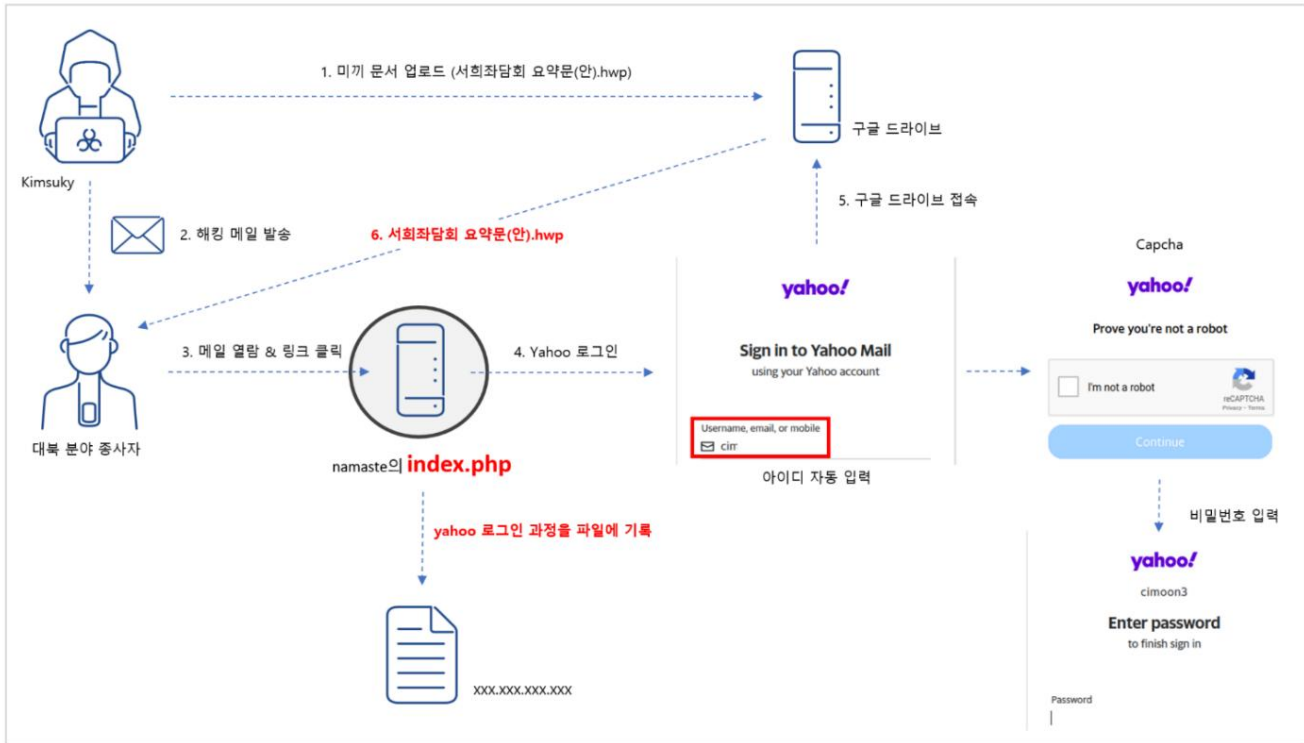 1. 미끼 문서 업로드 (서희좌담회 요약문(안).hwp)
구글 드라이브
Kimsuky
2. 해킹 메일 발송
6. 서희좌담회 요약문(안).hwp
5. 구글 드라이브 접속
Capcha
yahoo!
Sign in to Yahoo Mail
using your Yahoo account
Username, email, or mobile
cirr
아이디 자동 입력
yahoo!
Prove you're not a robot
I'm not a robot
reCAPTCHA
Privacy - Terms
Continue
3. 메일 열람 & 링크 클릭
4. Yahoo 로그인
대북 분야 종사자
namaste의 index.php
yahoo 로그인 과정을 파일에 기록
xxx.xxx.xxx.xxx
비밀번호 입력
yahoo!
cimoon3
Enter password
to finish sign in
Password